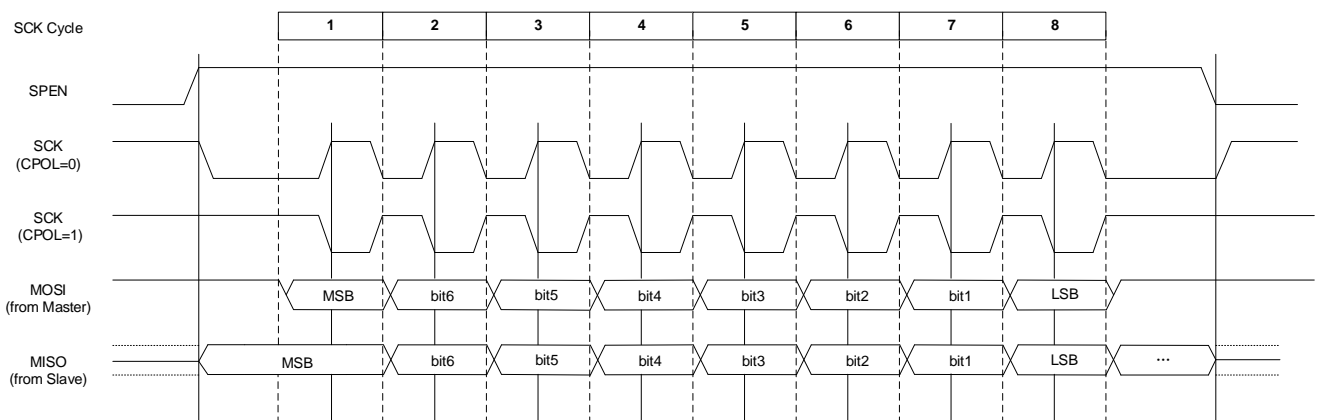 SCK Cycle 1 2 3 4 5 6 7 8
SPEN
SCK
(CPOL=0)
SCK
(CPOL=1)
MOSI
(from Master)
MSB bit6 bit5 bit4 bit3 bit2 bit1 LSB
MISO
(from Slave)
MSB bit6 bit5 bit4 bit3 bit2 bit1 LSB ...